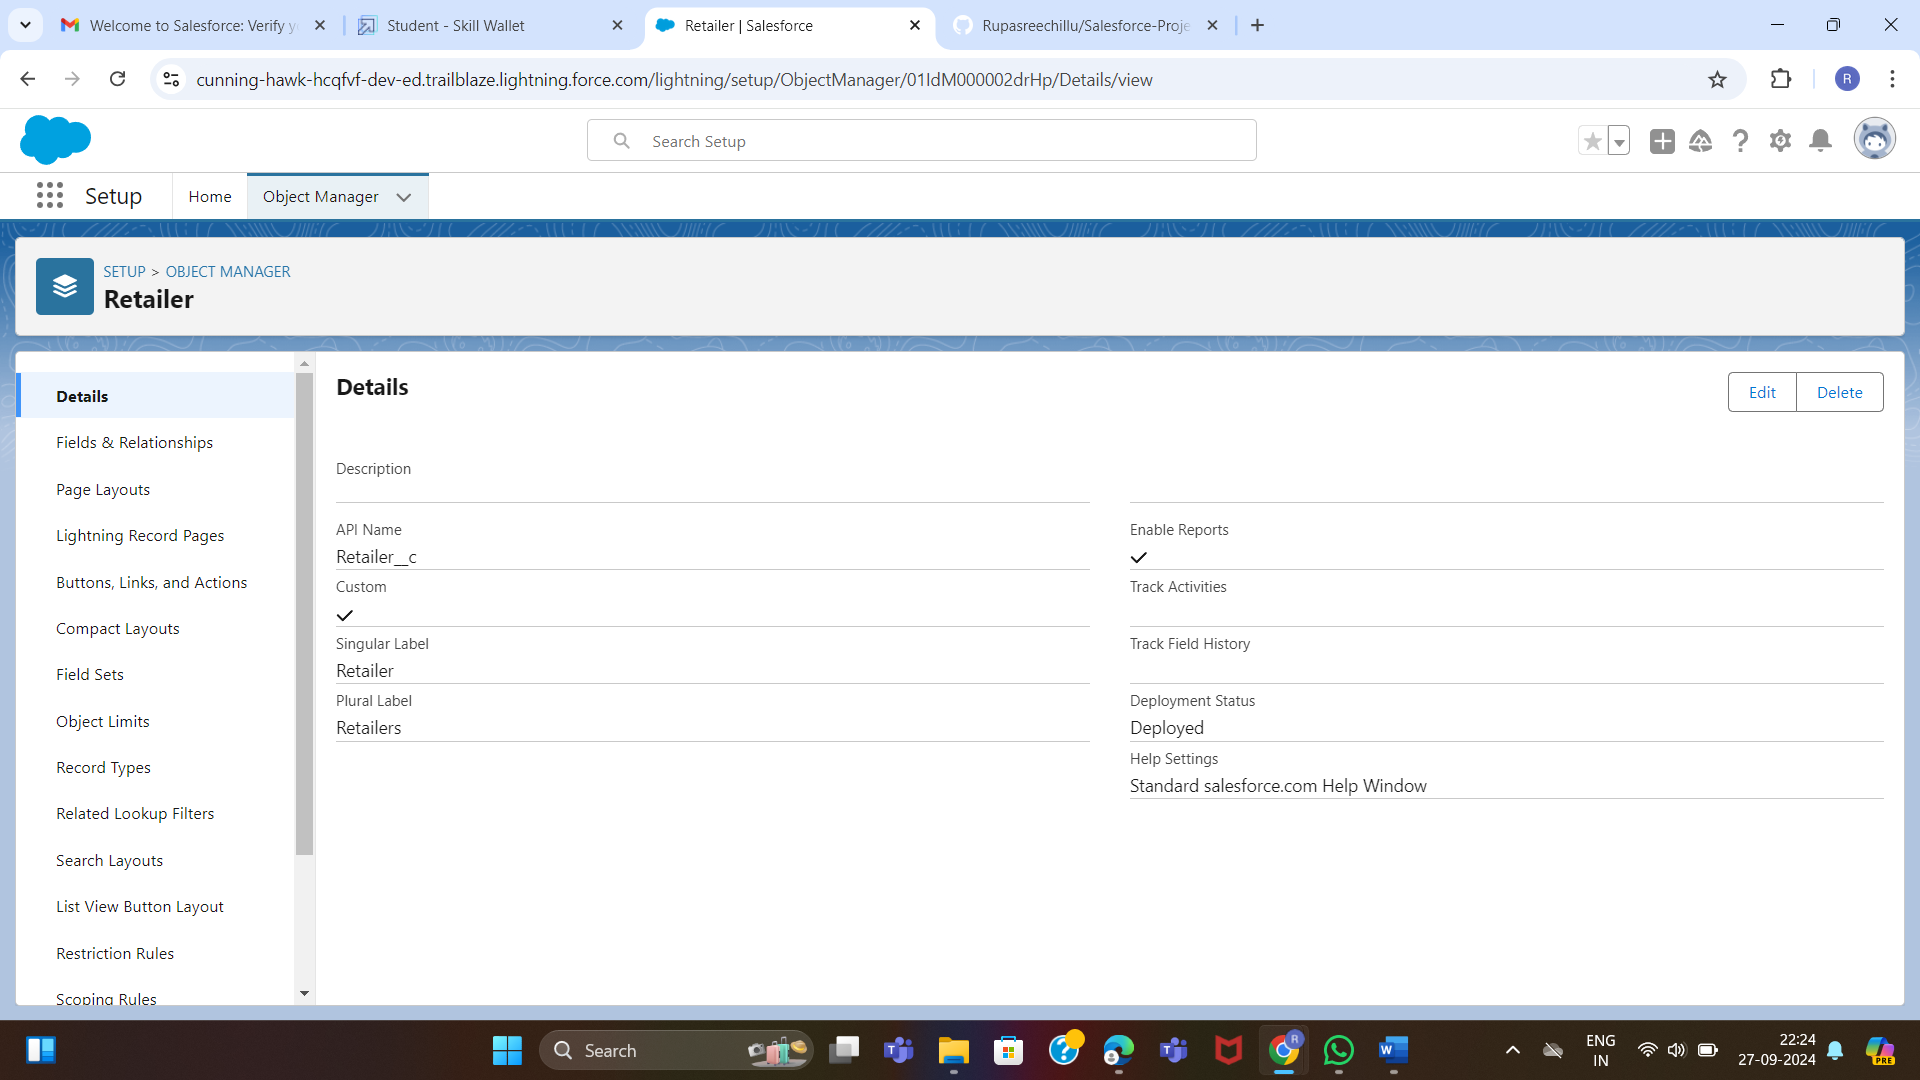 Welcome to Salesforce: Verify y
Student - Skill Wallet
Retailer | Salesforce
Rupasreechillu/Salesforce-Proje
cunning-hawk-hcqfvf-dev-ed.trailblaze.lightning.force.com/lightning/setup/ObjectManager/01IdM000002drHp/Details/view
R
Search Setup
Setup
Home
Object Manager
SETUP > OBJECT MANAGER
Retailer
Details
Fields & Relationships
Page Layouts
Lightning Record Pages
Buttons, Links, and Actions
Compact Layouts
Field Sets
Object Limits
Record Types
Related Lookup Filters
Search Layouts
List View Button Layout
Restriction Rules
Scoping Rules
Details
Edit
Delete
Description
API Name
Retailer__c
Custom
Singular Label
Retailer
Plural Label
Retailers
Enable Reports
Track Activities
Track Field History
Deployment Status
Deployed
Help Settings
Standard salesforce.com Help Window
Search
R
ENG
IN
22:24
27-09-2024
PRE